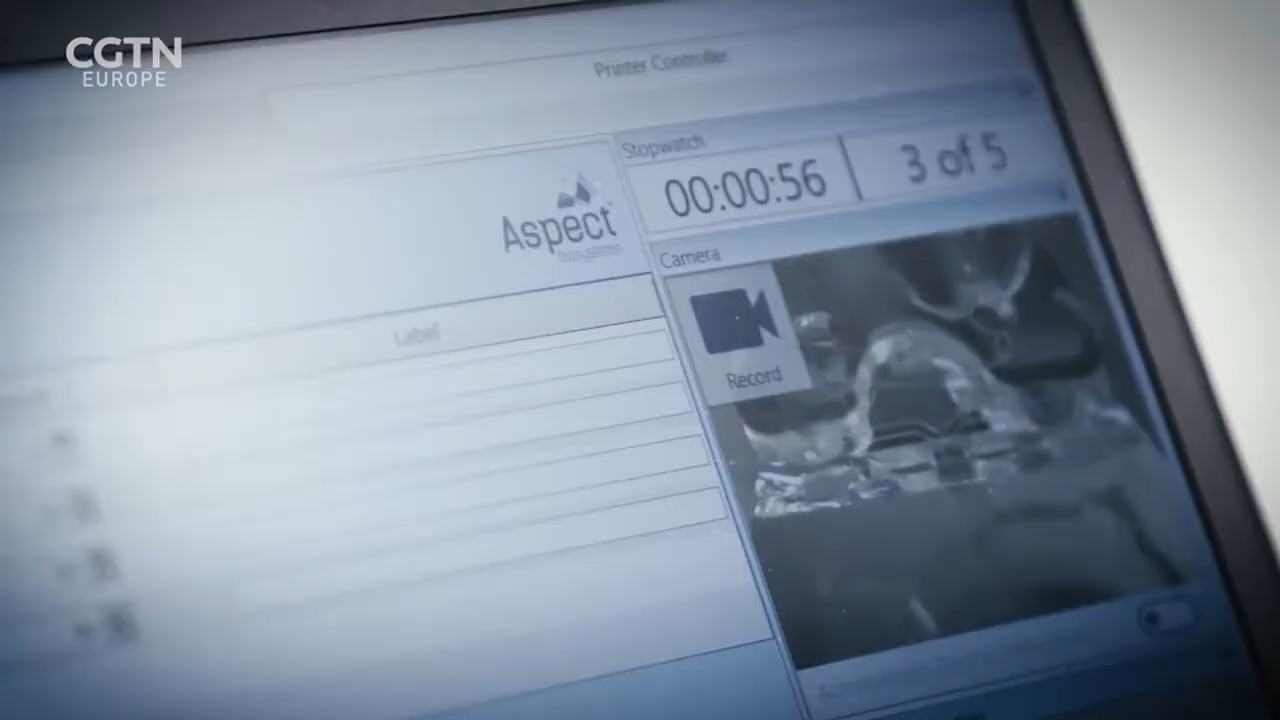 CGTN
EUROPE
Printer Controller
Stopwatch
00:00:56
3 of 5
Aspect
biosystems
Camera
Label
Record